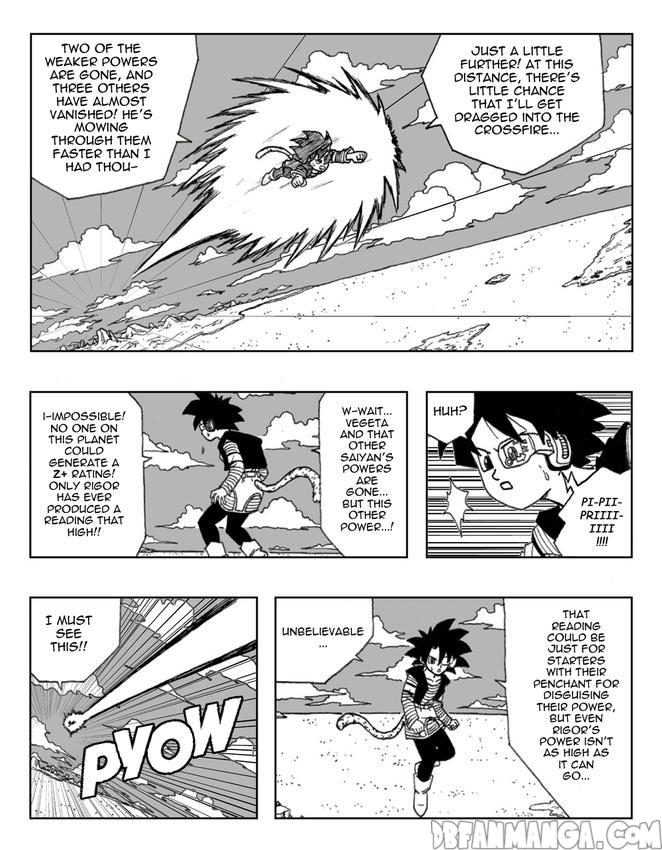 JUST A LITTLE
FURTHER! AT THIS
DISTANCE, THERE'S
LITTLE CHANCE
THAT I'LL GET
DRAGGED INTO THE
CROSSFIRE...
TWO OF THE
WEAKER POWERS
ARE GONE, AND
THREE OTHERS
HAVE ALMOST
VANISHED! HE'S
MOWING
THROUGH THEM
FASTER THAN I
HAD THOU-
HUH?
PI-PII-
PRIIII-
IIII
!!!!
W-WAIT...
VEGETA
AND THAT
OTHER
SAIYAN'S
POWERS
ARE
GONE...
BUT THIS
OTHER
POWER...!
I-IMPOSSIBLE!
NO ONE ON
THIS PLANET
COULD
GENERATE A
Z+ RATING!
ONLY RIGOR
HAS EVER
PRODUCED A
READING THAT
HIGH!!
THAT
READING
COULD BE
JUST FOR
STARTERS
WITH THEIR
PENCHANT FOR
DISGUISING
THEIR POWER,
BUT EVEN
RIGOR'S
POWER ISN'T
AS HIGH AS
IT CAN
GO...
UNBELIEVABLE
...
I MUST
SEE
THIS!!
PYOW
DBFANMANGA.COM